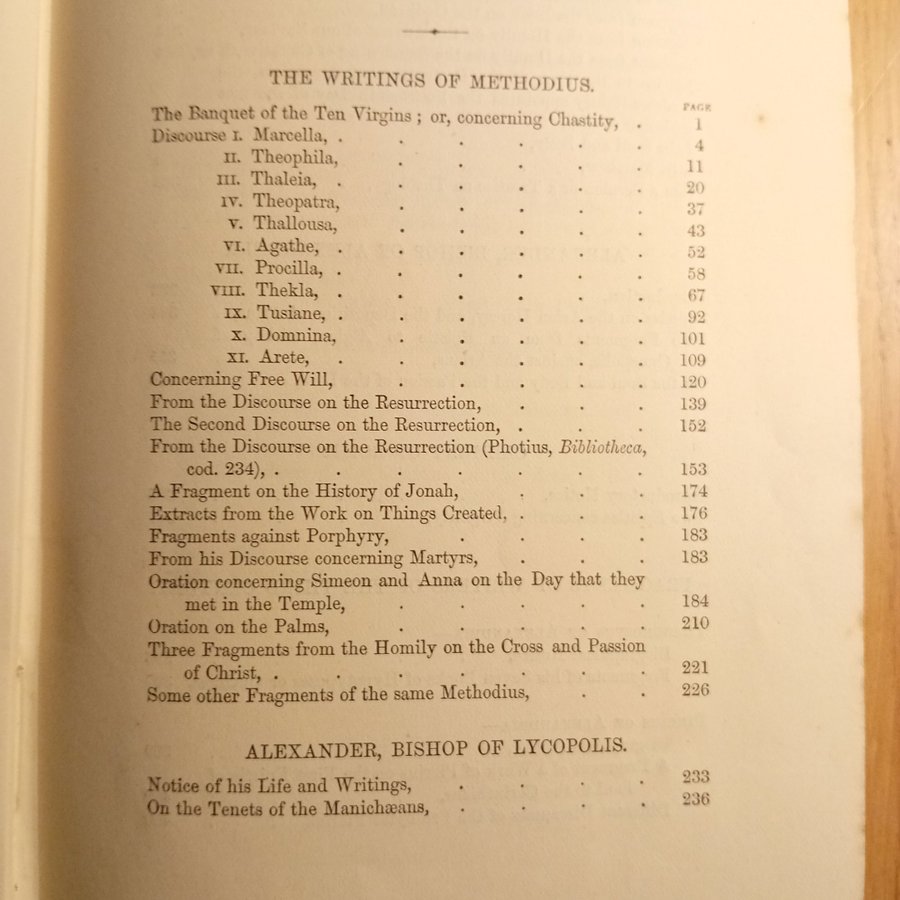 THE WRITINGS OF METHODIUS.
PAGE
The Banquet of the Ten Virgins; or, concerning Chastity, . 1
Discourse I. Marcella, . . . . . . 4
II. Theophila, . . . . . 11
III. Thaleia, . . . . . . 20
IV. Theopatra, . . . . . 37
V. Thallousa, . . . . . 43
VI. Agathe, . . . . . . 52
VII. Procilla, . . . . . . 58
VIII. Thekla, . . . . . . 67
IX. Tusiane, . . . . . . 92
X. Domnina, . . . . . 101
XI. Arete, . . . . . . 109
Concerning Free Will, . . . . . 120
From the Discourse on the Resurrection, . . . 139
The Second Discourse on the Resurrection, . . . 152
From the Discourse on the Resurrection (Photius, Bibliotheca,
cod. 234), . . . . . . . 153
A Fragment on the History of Jonah, . . . 174
Extracts from the Work on Things Created, . . . 176
Fragments against Porphyry, . . . . 183
From his Discourse concerning Martyrs, . . . 183
Oration concerning Simeon and Anna on the Day that they
met in the Temple, . . . . . 184
Oration on the Palms, . . . . . 210
Three Fragments from the Homily on the Cross and Passion
of Christ, . . . . . . . 221
Some other Fragments of the same Methodius, . . 226
ALEXANDER, BISHOP OF LYCOPOLIS.
Notice of his Life and Writings, . . . . 233
On the Tenets of the Manichæans, . . . . 236